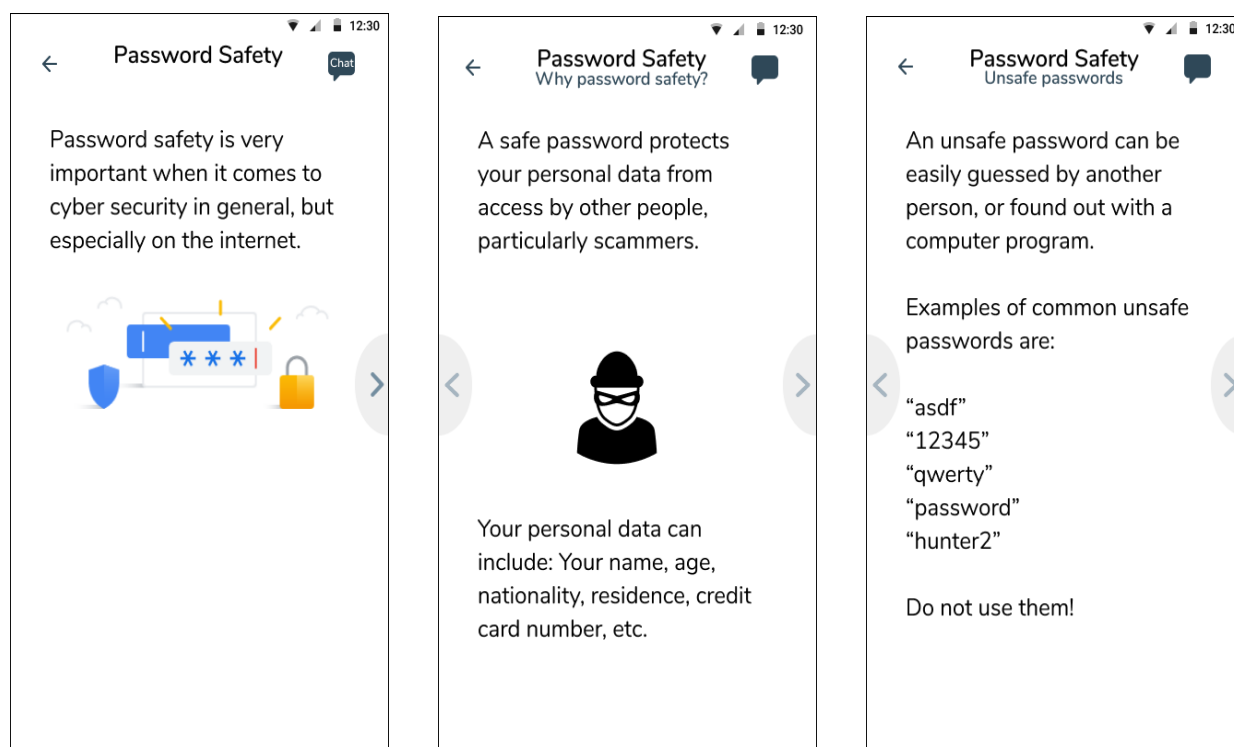 12:30
Password Safety
Chat
Password safety is very
important when it comes to
cyber security in general, but
especially on the internet.
***
12:30
Password Safety
Why password safety?
A safe password protects
your personal data from
access by other people,
particularly scammers.
Your personal data can
include: Your name, age,
nationality, residence, credit
card number, etc.
12:30
Password Safety
Unsafe passwords
An unsafe password can be
easily guessed by another
person, or found out with a
computer program.
Examples of common unsafe
passwords are:
“asdf”
“12345”
“qwerty”
“password”
“hunter2”
Do not use them!